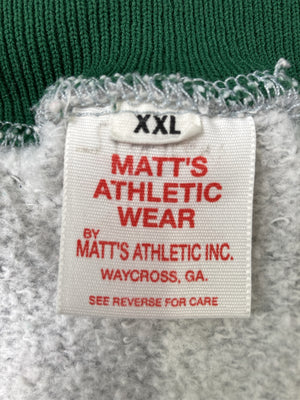 XXL
MATT'S
ATHLETIC
WEAR
BY
MATT'S ATHLETIC INC.
WAYCROSS, GA.
SEE REVERSE FOR CARE